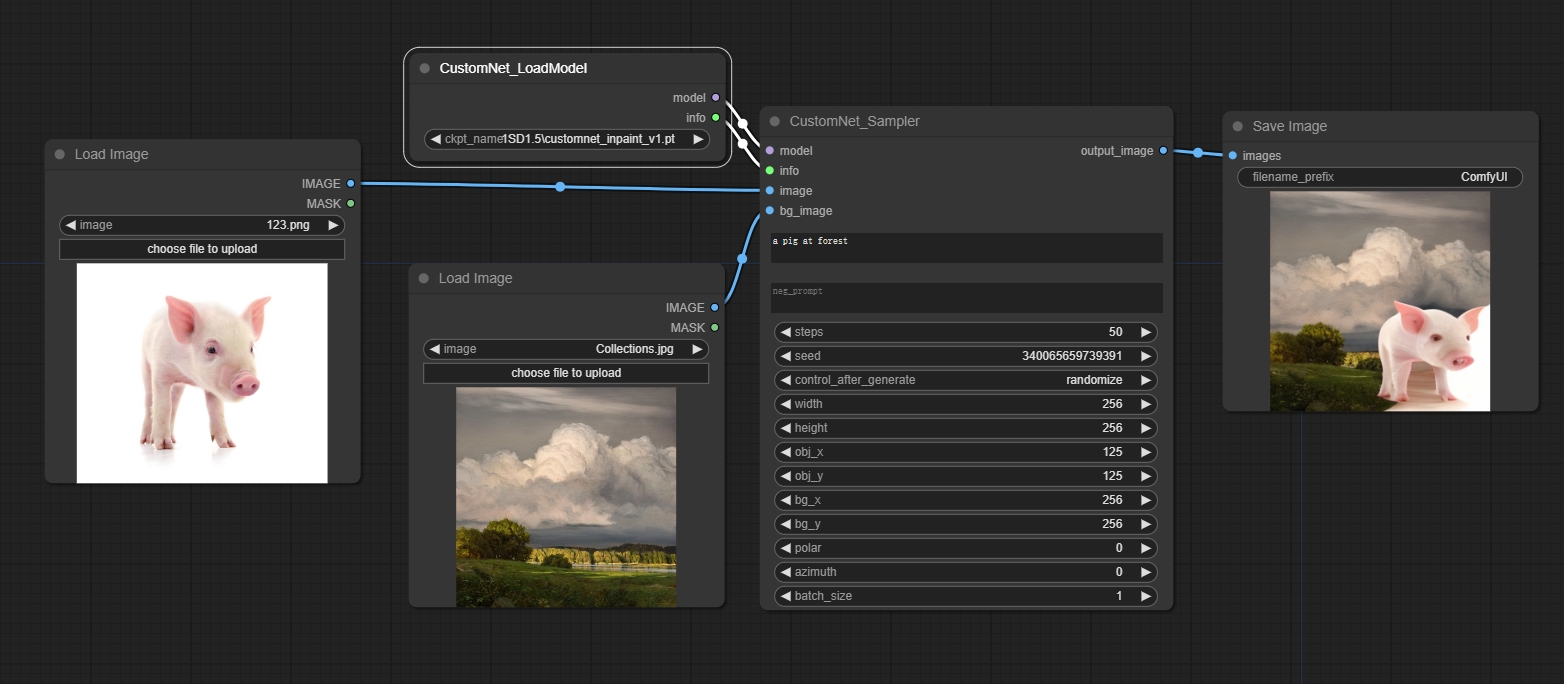 CustomNet_LoadModel
model
info
ckpt_name 1SD1.5\customnet_inpaint_v1.pt
Load Image
IMAGE
MASK
image 123.png
choose file to upload
Load Image
IMAGE
MASK
image Collections.jpg
choose file to upload
CustomNet_Sampler
model output_image
info
image
bg_image
a pig at forest
neg_prompt
steps 50
seed 340065659739391
control_after_generate randomize
width 256
height 256
obj_x 125
obj_y 125
bg_x 256
bg_y 256
polar 0
azimuth 0
batch_size 1
Save Image
images
filename_prefix ComfyUI